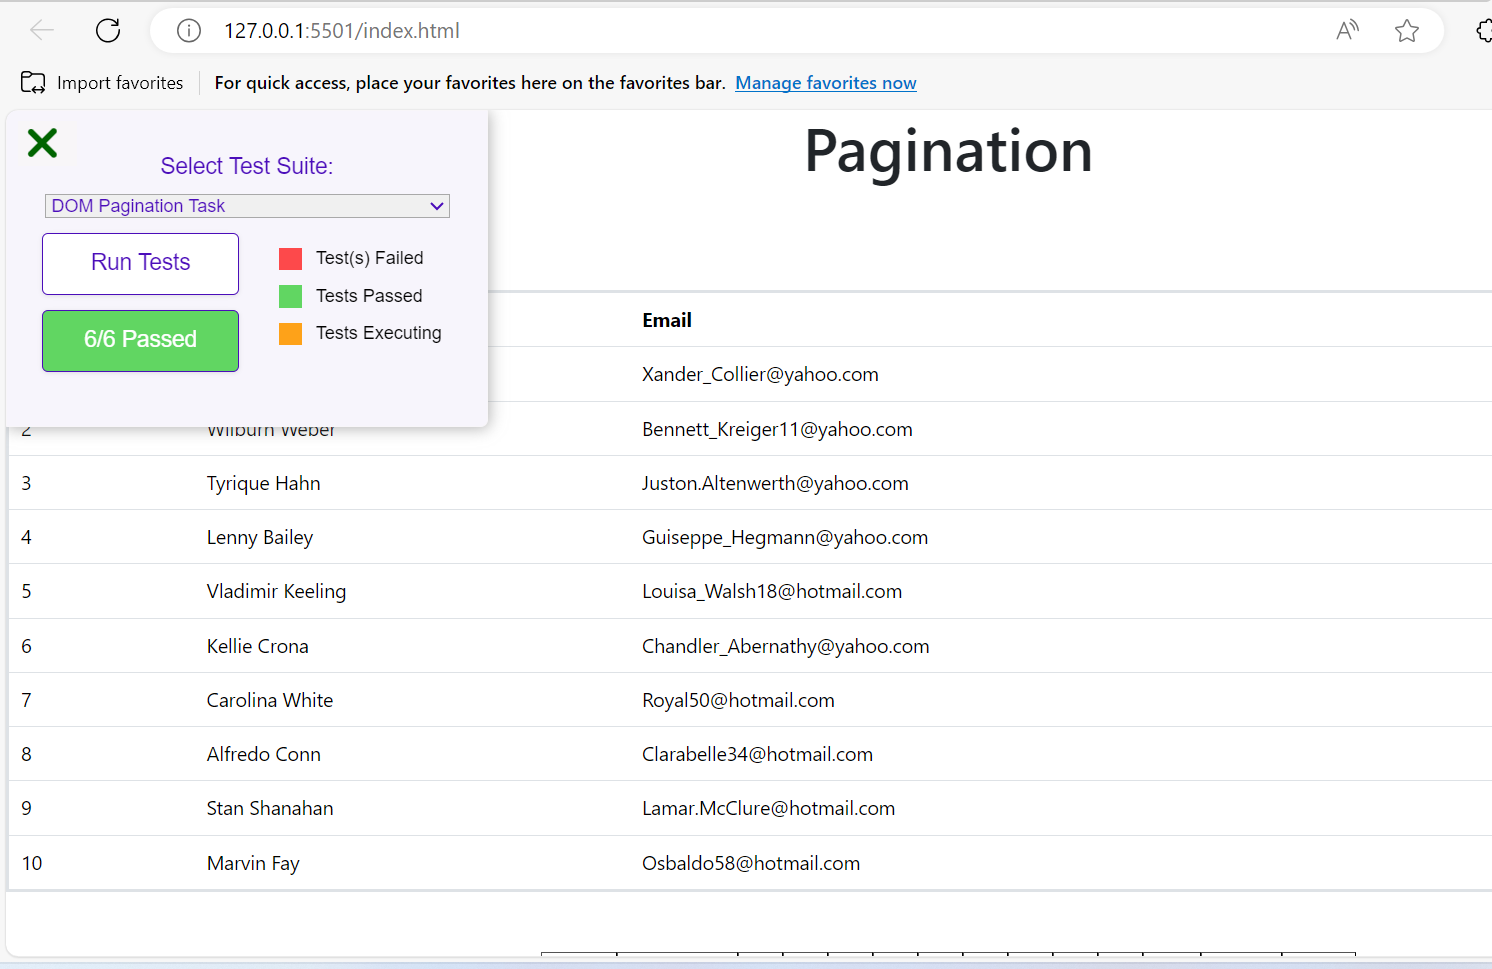 127.0.0.1:5501/index.html
Import favorites For quick access, place your favorites here on the favorites bar. Manage favorites now
Pagination
Select Test Suite:
DOM Pagination Task
Run Tests
6/6 Passed
Test(s) Failed
Tests Passed
Tests Executing
Email
Xander_Collier@yahoo.com
2 Wilburn Weber Bennett_Kreiger11@yahoo.com
3 Tyrique Hahn Juston.Altenwerth@yahoo.com
4 Lenny Bailey Guiseppe_Hegmann@yahoo.com
5 Vladimir Keeling Louisa_Walsh18@hotmail.com
6 Kellie Crona Chandler_Abernathy@yahoo.com
7 Carolina White Royal50@hotmail.com
8 Alfredo Conn Clarabelle34@hotmail.com
9 Stan Shanahan Lamar.McClure@hotmail.com
10 Marvin Fay Osbaldo58@hotmail.com